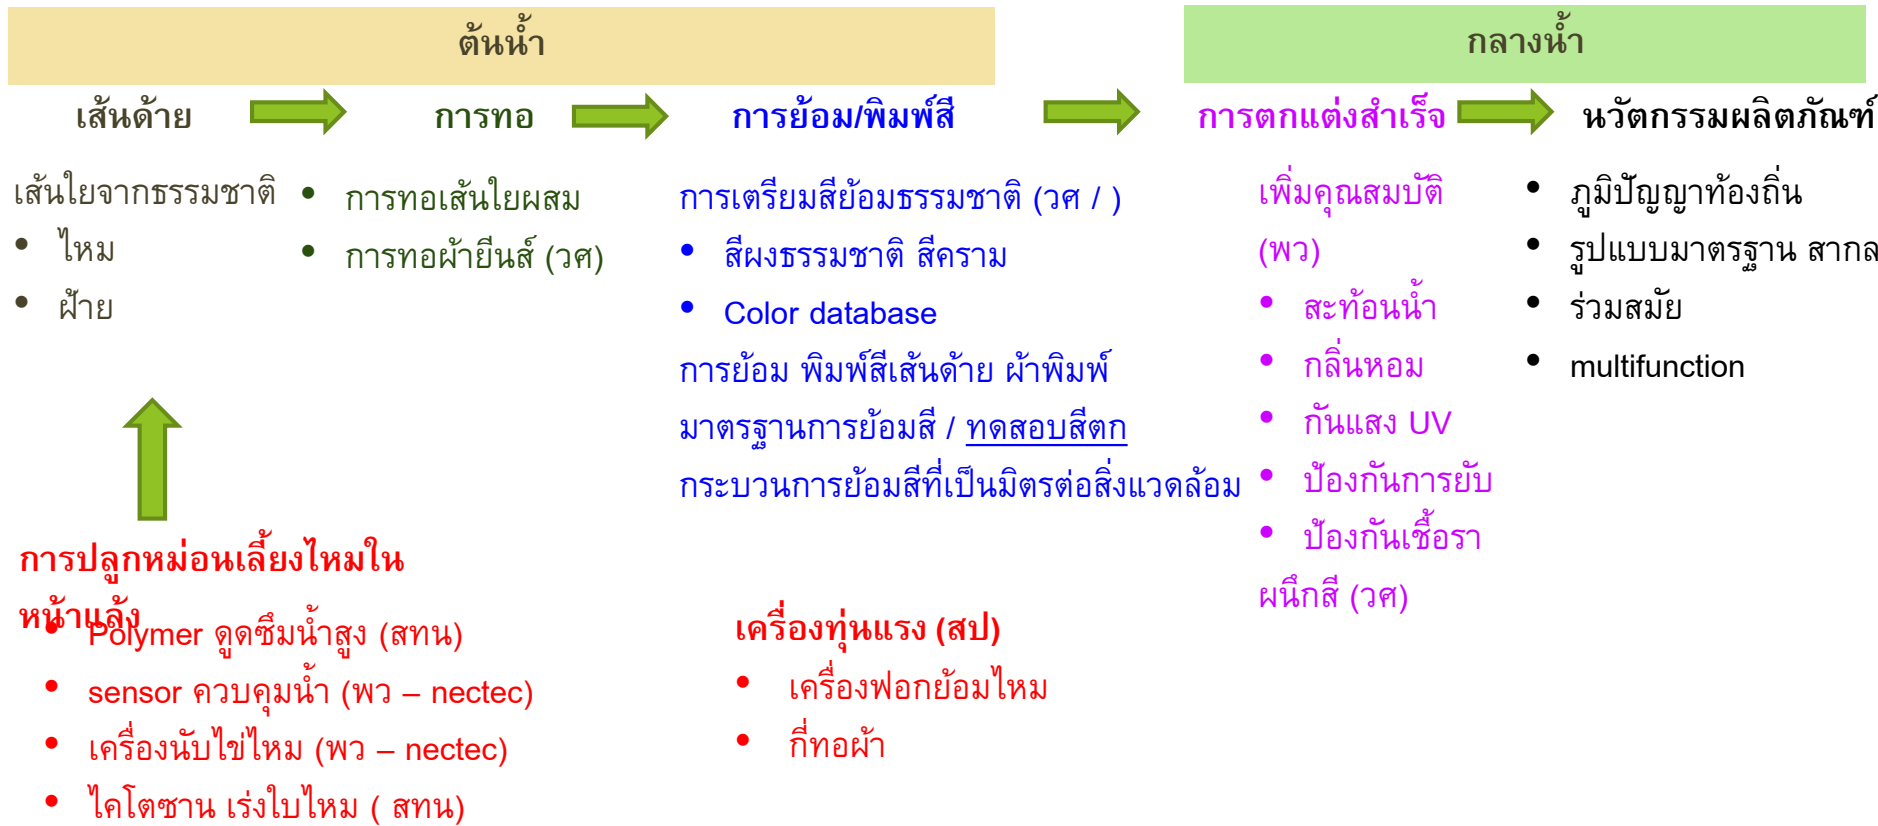 ต้นน้ำ
กลางน้ำ
เส้นด้าย
การทอ
การย้อม/พิมพ์สี
การตกแต่งสำเร็จ
นวัตกรรมผลิตภัณฑ์
เส้นใยจากธรรมชาติ
• ไหม
• ฝ้าย
• การทอเส้นใยผสม
• การทอผ้ายีนส์ (วศ)
การเตรียมสีย้อมธรรมชาติ (วศ / )
• สีผงธรรมชาติ สีคราม
• Color database
การย้อม พิมพ์สีเส้นด้าย ผ้าพิมพ์
มาตรฐานการย้อมสี / ทดสอบสีตก
กระบวนการย้อมสีที่เป็นมิตรต่อสิ่งแวดล้อม
เพิ่มคุณสมบัติ
(พว)
• สะท้อนน้ำ
• กลิ่นหอม
• กันแสง UV
• ป้องกันการยับ
• ป้องกันเชื้อรา
ผนึกสี (วศ)
• ภูมิปัญญาท้องถิ่น
• รูปแบบมาตรฐาน สากล
• ร่วมสมัย
• multifunction
การปลูกหม่อนเลี้ยงไหมใน
หน้าแล้ง
• Polymer ดูดซึมน้ำสูง (สทน)
• sensor ควบคุมน้ำ (พว – nectec)
• เครื่องนับไข่ไหม (พว – nectec)
• ไคโตซาน เร่งใบไหม ( สทน)
เครื่องทุ่นแรง (สป)
• เครื่องฟอกย้อมไหม
• กี่ทอผ้า